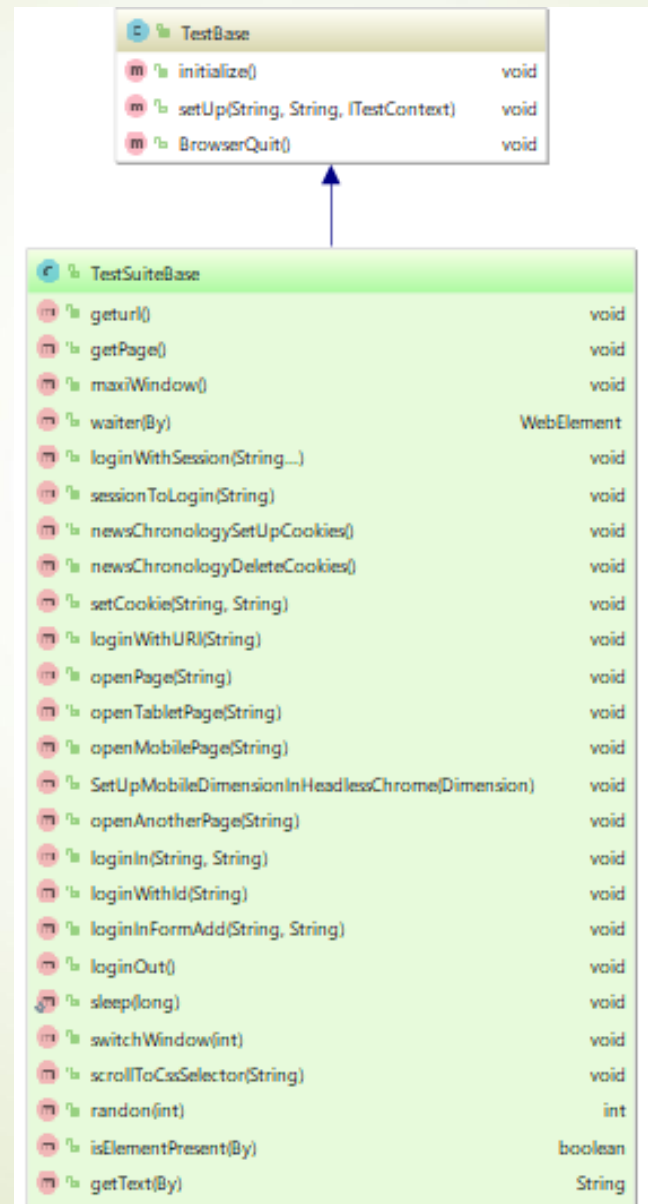 C TestBase
m initialize() void
m setUp(String, String, ITestContext) void
m BrowserQuit() void
C TestSuiteBase
m geturl() void
m getPage() void
m maxiWindow() void
m waiter(By) WebElement
m loginWithSession(String...) void
m sessionToLogin(String) void
m newsChronologySetUpCookies() void
m newsChronologyDeleteCookies() void
m setCookie(String, String) void
m loginWithURl(String) void
m openPage(String) void
m openTabletPage(String) void
m openMobilePage(String) void
m SetUpMobileDimensionInHeadlessChrome(Dimension) void
m openAnotherPage(String) void
m loginIn(String, String) void
m loginWithId(String) void
m loginInFormAdd(String, String) void
m loginOut() void
m sleep(long) void
m switchWindow(int) void
m scrollToCssSelector(String) void
m randon(int) int
m isElementPresent(By) boolean
m getText(By) String